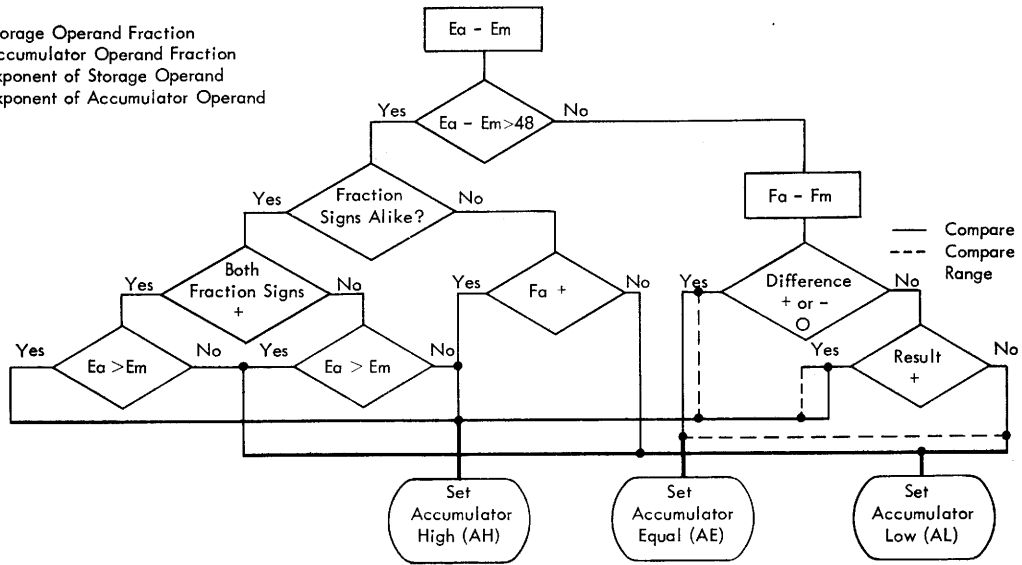 orage Operand Fraction
ccumulator Operand Fraction
xponent of Storage Operand
xponent of Accumulator Operand
Ea - Em
Yes
No
Ea - Em>48
Yes
Fraction
Signs Alike?
No
Fa - Fm
Compare
Compare
Range
Yes
Both
Fraction Signs
+
No
Yes
Fa +
No
Yes
Difference
+ or -
O
No
Yes
Ea >Em
No
Yes
Ea > Em
No
Yes
Result
+
No
Set
Accumulator
High (AH)
Set
Accumulator
Equal (AE)
Set
Accumulator
Low (AL)